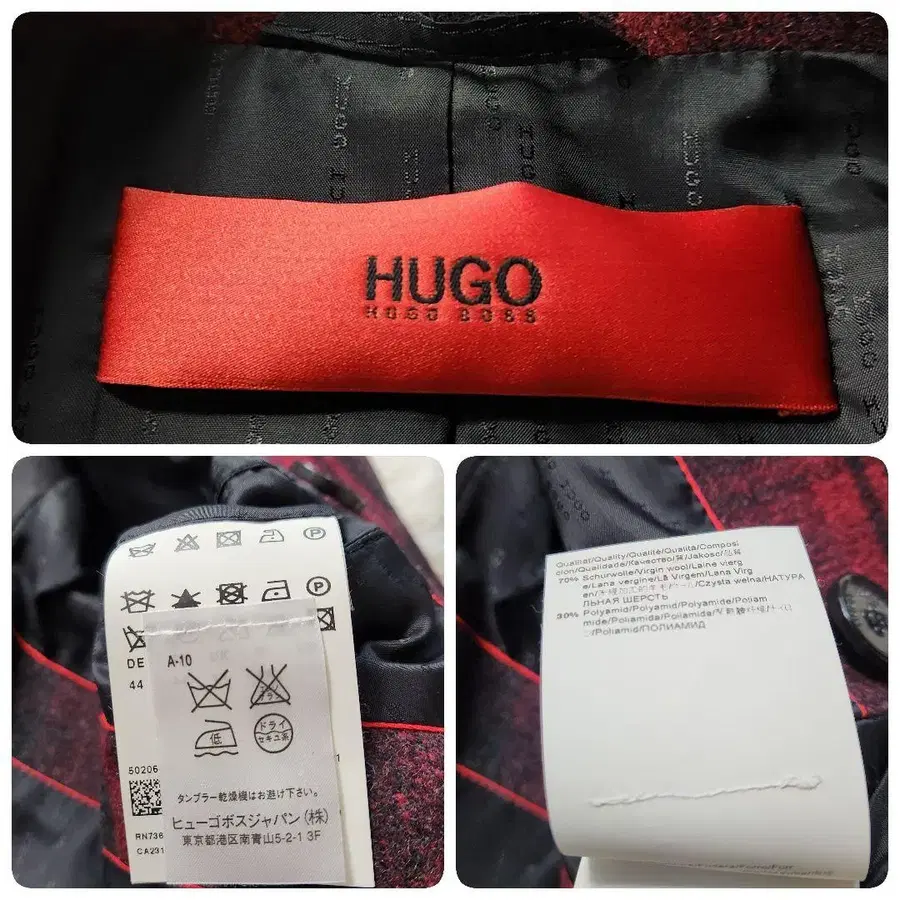 HUGO
HUGO BOSS
DE
44
50206
RN736
CA231
A-10
低
ドライ
セキユ系
タンブラー乾燥機はお避け下さい。
ヒューゴボスジャパン(株)
東京都港区南青山5-2-1 3F
Qualität/Quality/Qualité/Qualità/Composi
ción/Qualidade/Качество/質/Jakość/品質
70% Schurwolle/Virgin wool/Laine vierg
e/Lana vergine/Lã Virgem/Lana Virg
Czysta wełna/НАТУРА
ЛЬНАЯ ШЕРСТЬ
30% Polyamid/Polyamid/Polyamide/Poliam
mide/Poliamida/Poliamida/
/Poliamid/ПОЛИАМИД